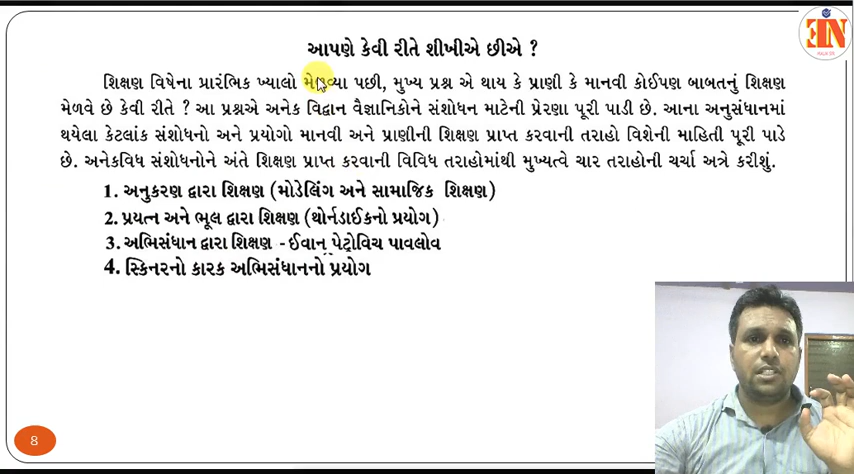 આપણે કેવી રીતે શીખીએ છીએ ?
શિક્ષણ વિષેના પ્રારંભિક ખ્યાલો મેળવ્યા પછી, મુખ્ય પ્રશ્ન એ થાય કે પ્રાણી કે માનવી કોઈપણ બાબતનું શિક્ષણ
મેળવે છે કેવી રીતે ? આ પ્રશ્નએ અનેક વિદ્વાન વૈજ્ઞાનિકોને સંશોધન માટેની પ્રેરણા પૂરી પાડી છે. આના અનુસંધાનમાં
થયેલા કેટલાંક સંશોધનો અને પ્રયોગો માનવી અને પ્રાણીની શિક્ષણ પ્રાપ્ત કરવાની તરાહો વિશેની માહિતી પૂરી પાડે
છે. અનેકવિધ સંશોધનોને અંતે શિક્ષણ પ્રાપ્ત કરવાની વિવિધ તરાહોમાંથી મુખ્યત્વે ચાર તરાહોની ચર્ચા અત્રે કરીશું.
1. અનુકરણ દ્વારા શિક્ષણ (મોડેલિંગ અને સામાજિક શિક્ષણ)
2. પ્રયત્ન અને ભૂલ દ્વારા શિક્ષણ (થોર્નડાઈકનો પ્રયોગ)
3. અભિસંધાન દ્વારા શિક્ષણ - ઈવાન પેટ્રોવિચ પાવલોવ
4. સ્કિનરનો કારક અભિસંધાનનો પ્રયોગ
8